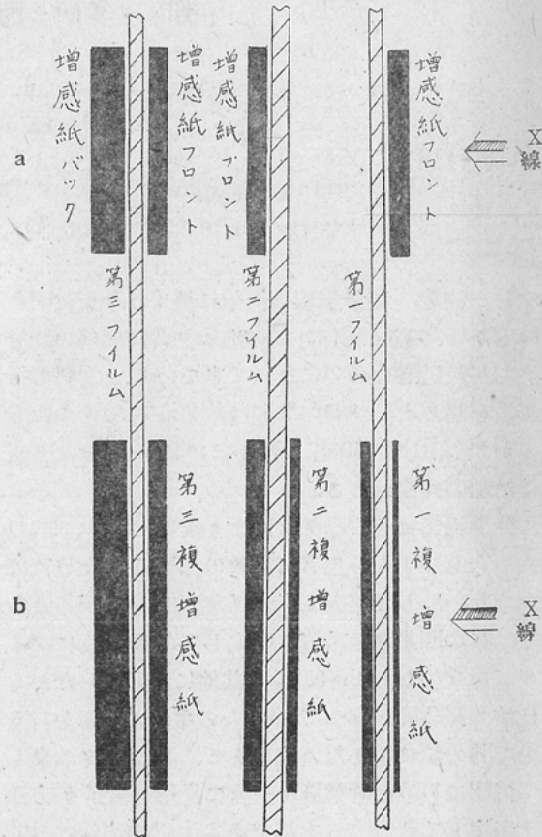 X線
増感紙フロント
増感紙フロント
増感紙フロント
増感紙バック
a
第一フイルム
第二フイルム
第三フイルム
X線
第一複増感紙
第二複増感紙
第三複増感紙
b